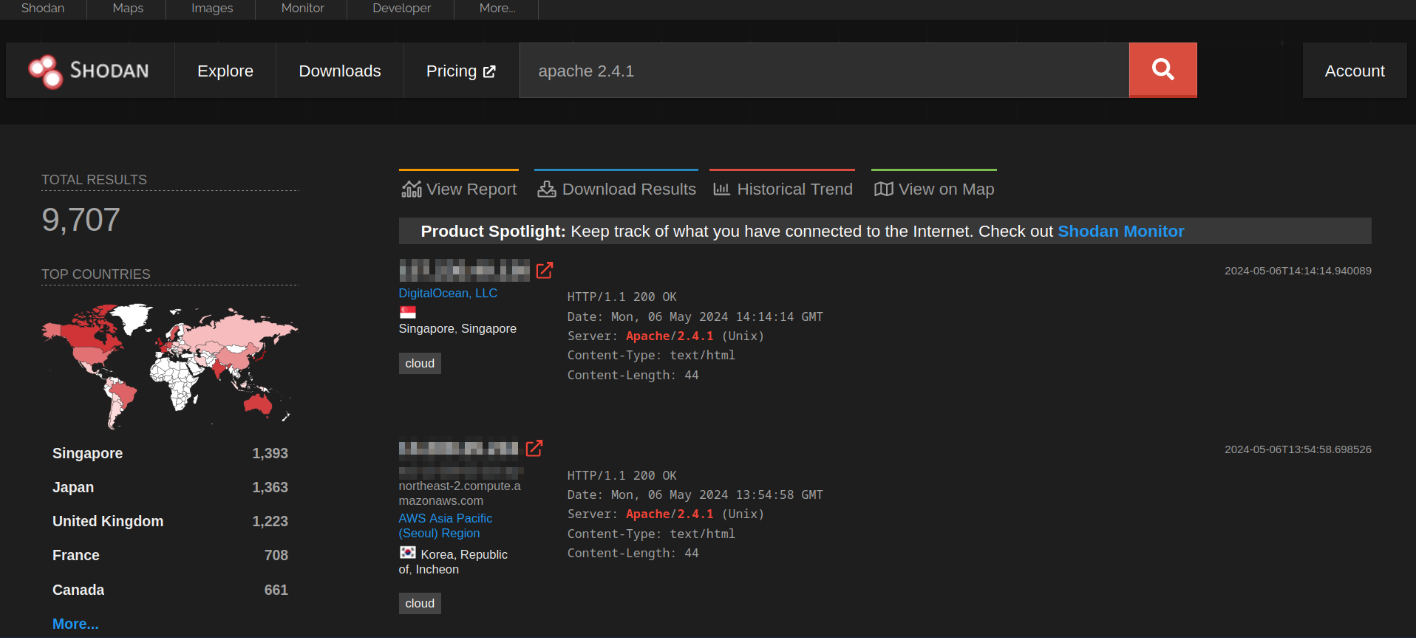 Shodan Maps Images Monitor Developer More...
SHODAN Explore Downloads Pricing apache 2.4.1 Account
TOTAL RESULTS
9,707
TOP COUNTRIES
Singapore 1,393
Japan 1,363
United Kingdom 1,223
France 708
Canada 661
More...
View Report Download Results Historical Trend View on Map
Product Spotlight: Keep track of what you have connected to the Internet. Check out Shodan Monitor
2024-05-06T14:14:14.940089
DigitalOcean, LLC
Singapore, Singapore
cloud
HTTP/1.1 200 OK
Date: Mon, 06 May 2024 14:14:14 GMT
Server: Apache/2.4.1 (Unix)
Content-Type: text/html
Content-Length: 44
2024-05-06T13:54:58.698526
northeast-2.compute.a
mazonaws.com
AWS Asia Pacific
(Seoul) Region
Korea, Republic
of, Incheon
cloud
HTTP/1.1 200 OK
Date: Mon, 06 May 2024 13:54:58 GMT
Server: Apache/2.4.1 (Unix)
Content-Type: text/html
Content-Length: 44